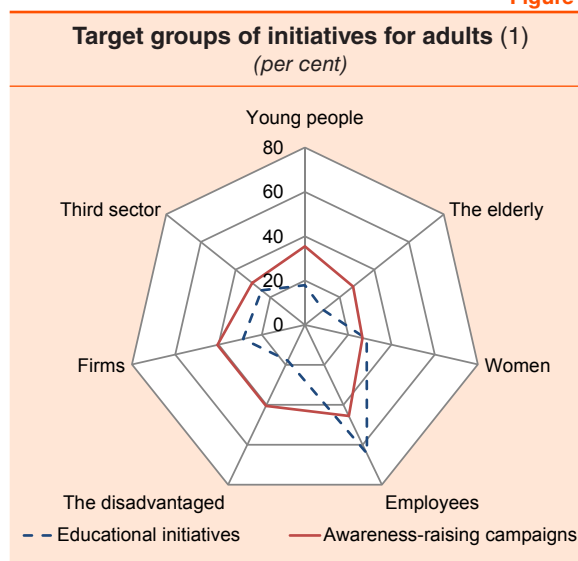 Figure
Target groups of initiatives for adults (1)
(per cent)
Young people
80
60
40
20
0
The elderly
Women
Employees
The disadvantaged
Firms
Third sector
Educational initiatives
Awareness-raising campaigns